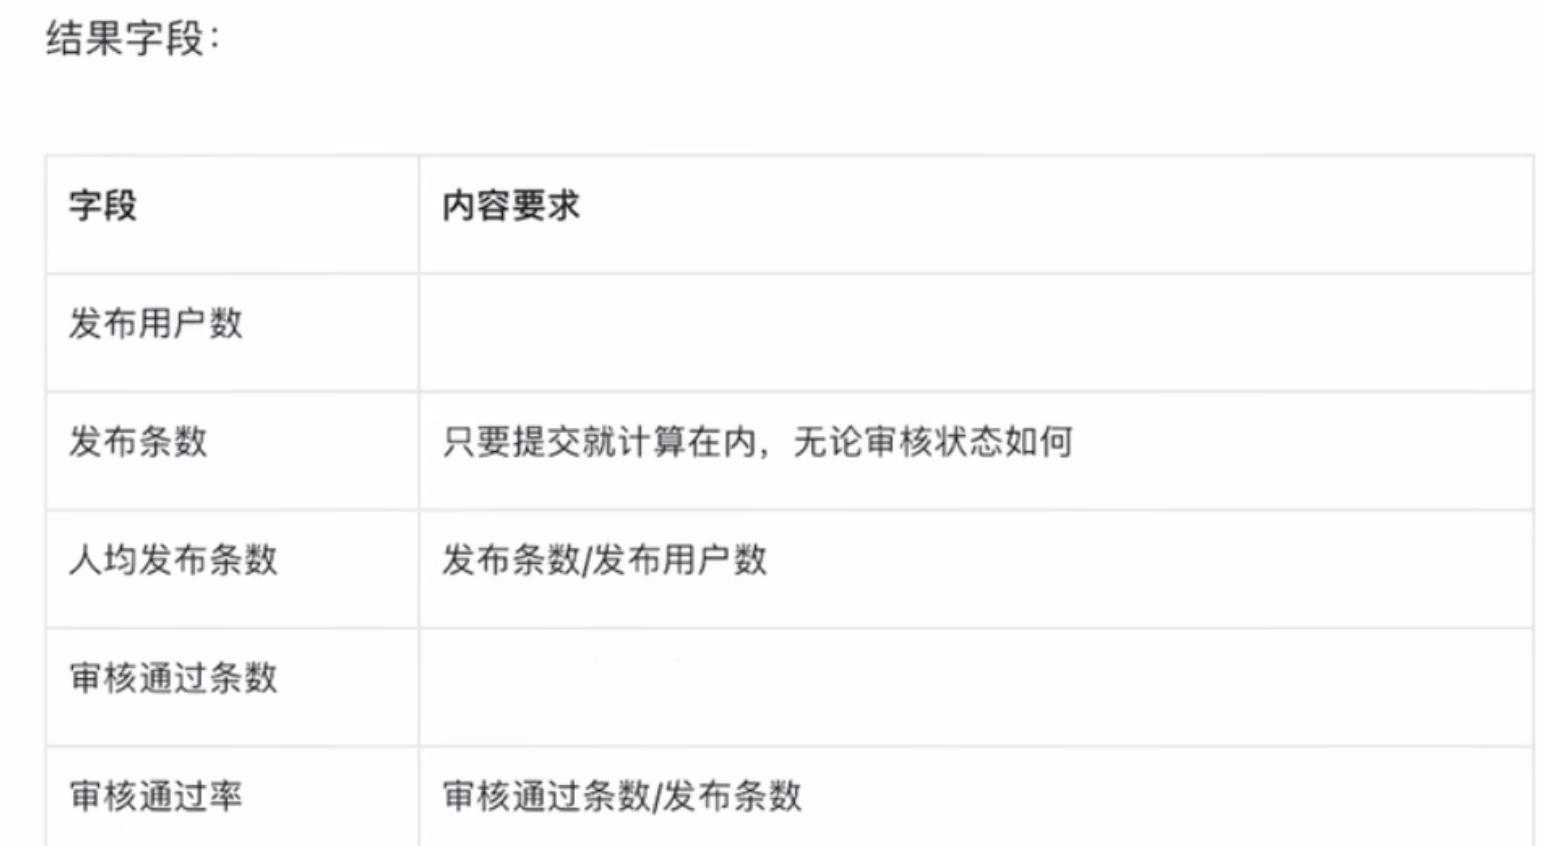 结果字段：
字段 内容要求
发布用户数
发布条数 只要提交就计算在内，无论审核状态如何
人均发布条数 发布条数/发布用户数
审核通过条数
审核通过率 审核通过条数/发布条数